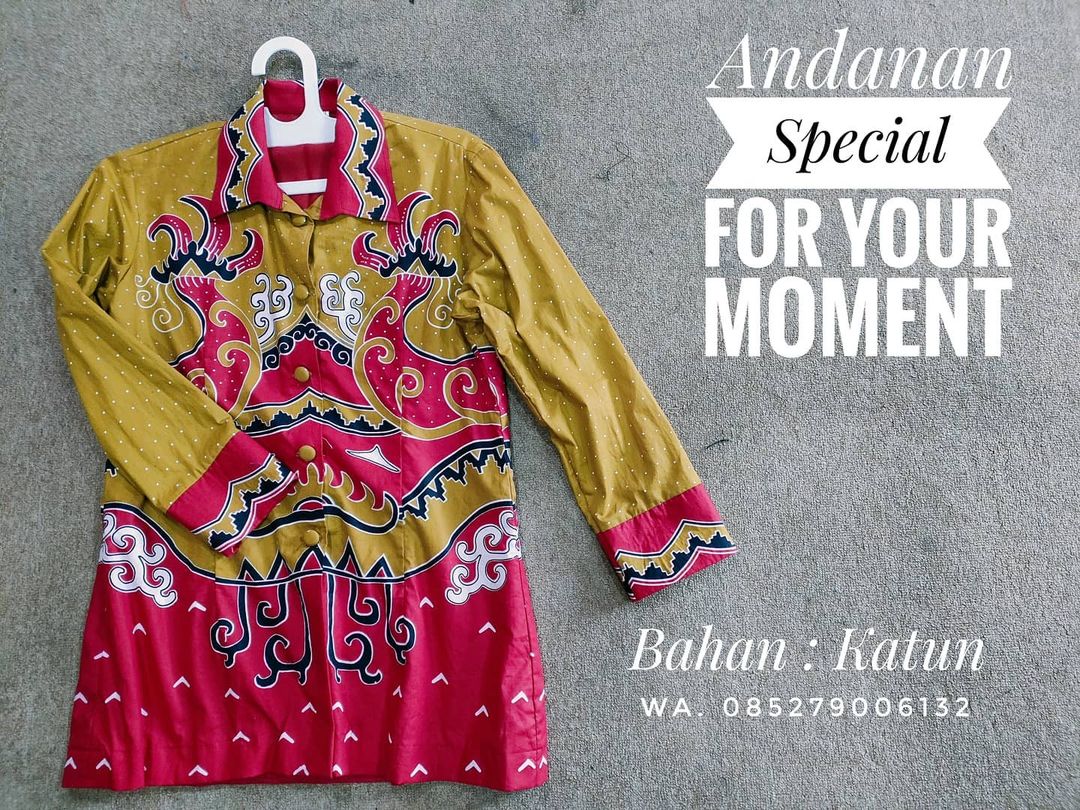 Andanan
Special
FOR YOUR
MOMENT
Bahan : Katun
WA. 085279006132